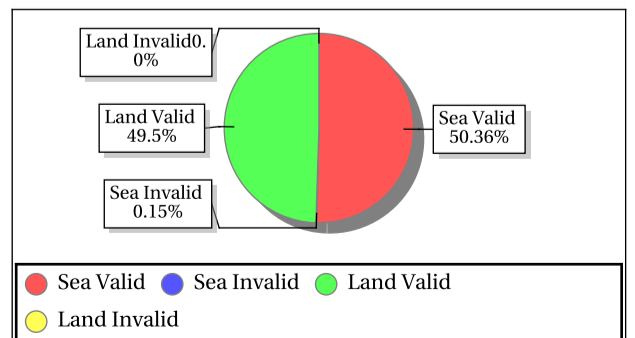 Land Invalid0.
0%
Land Valid
49.5%
Sea Valid
50.36%
Sea Invalid
0.15%
Sea Valid Sea Invalid Land Valid
Land Invalid